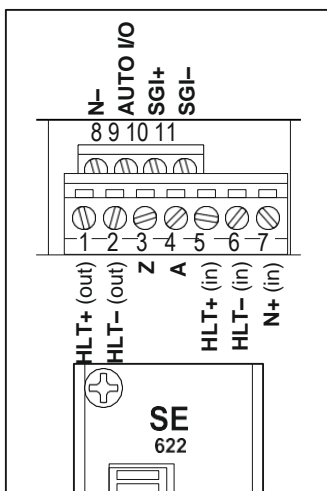 N– AUTO I/O SGI+ SGI–
8 9 10 11
1 2 3 4 5 6 7
HLT+ (out) HLT– (out) Z A HLT+ (in) HLT– (in) N+ (in)
SE
622